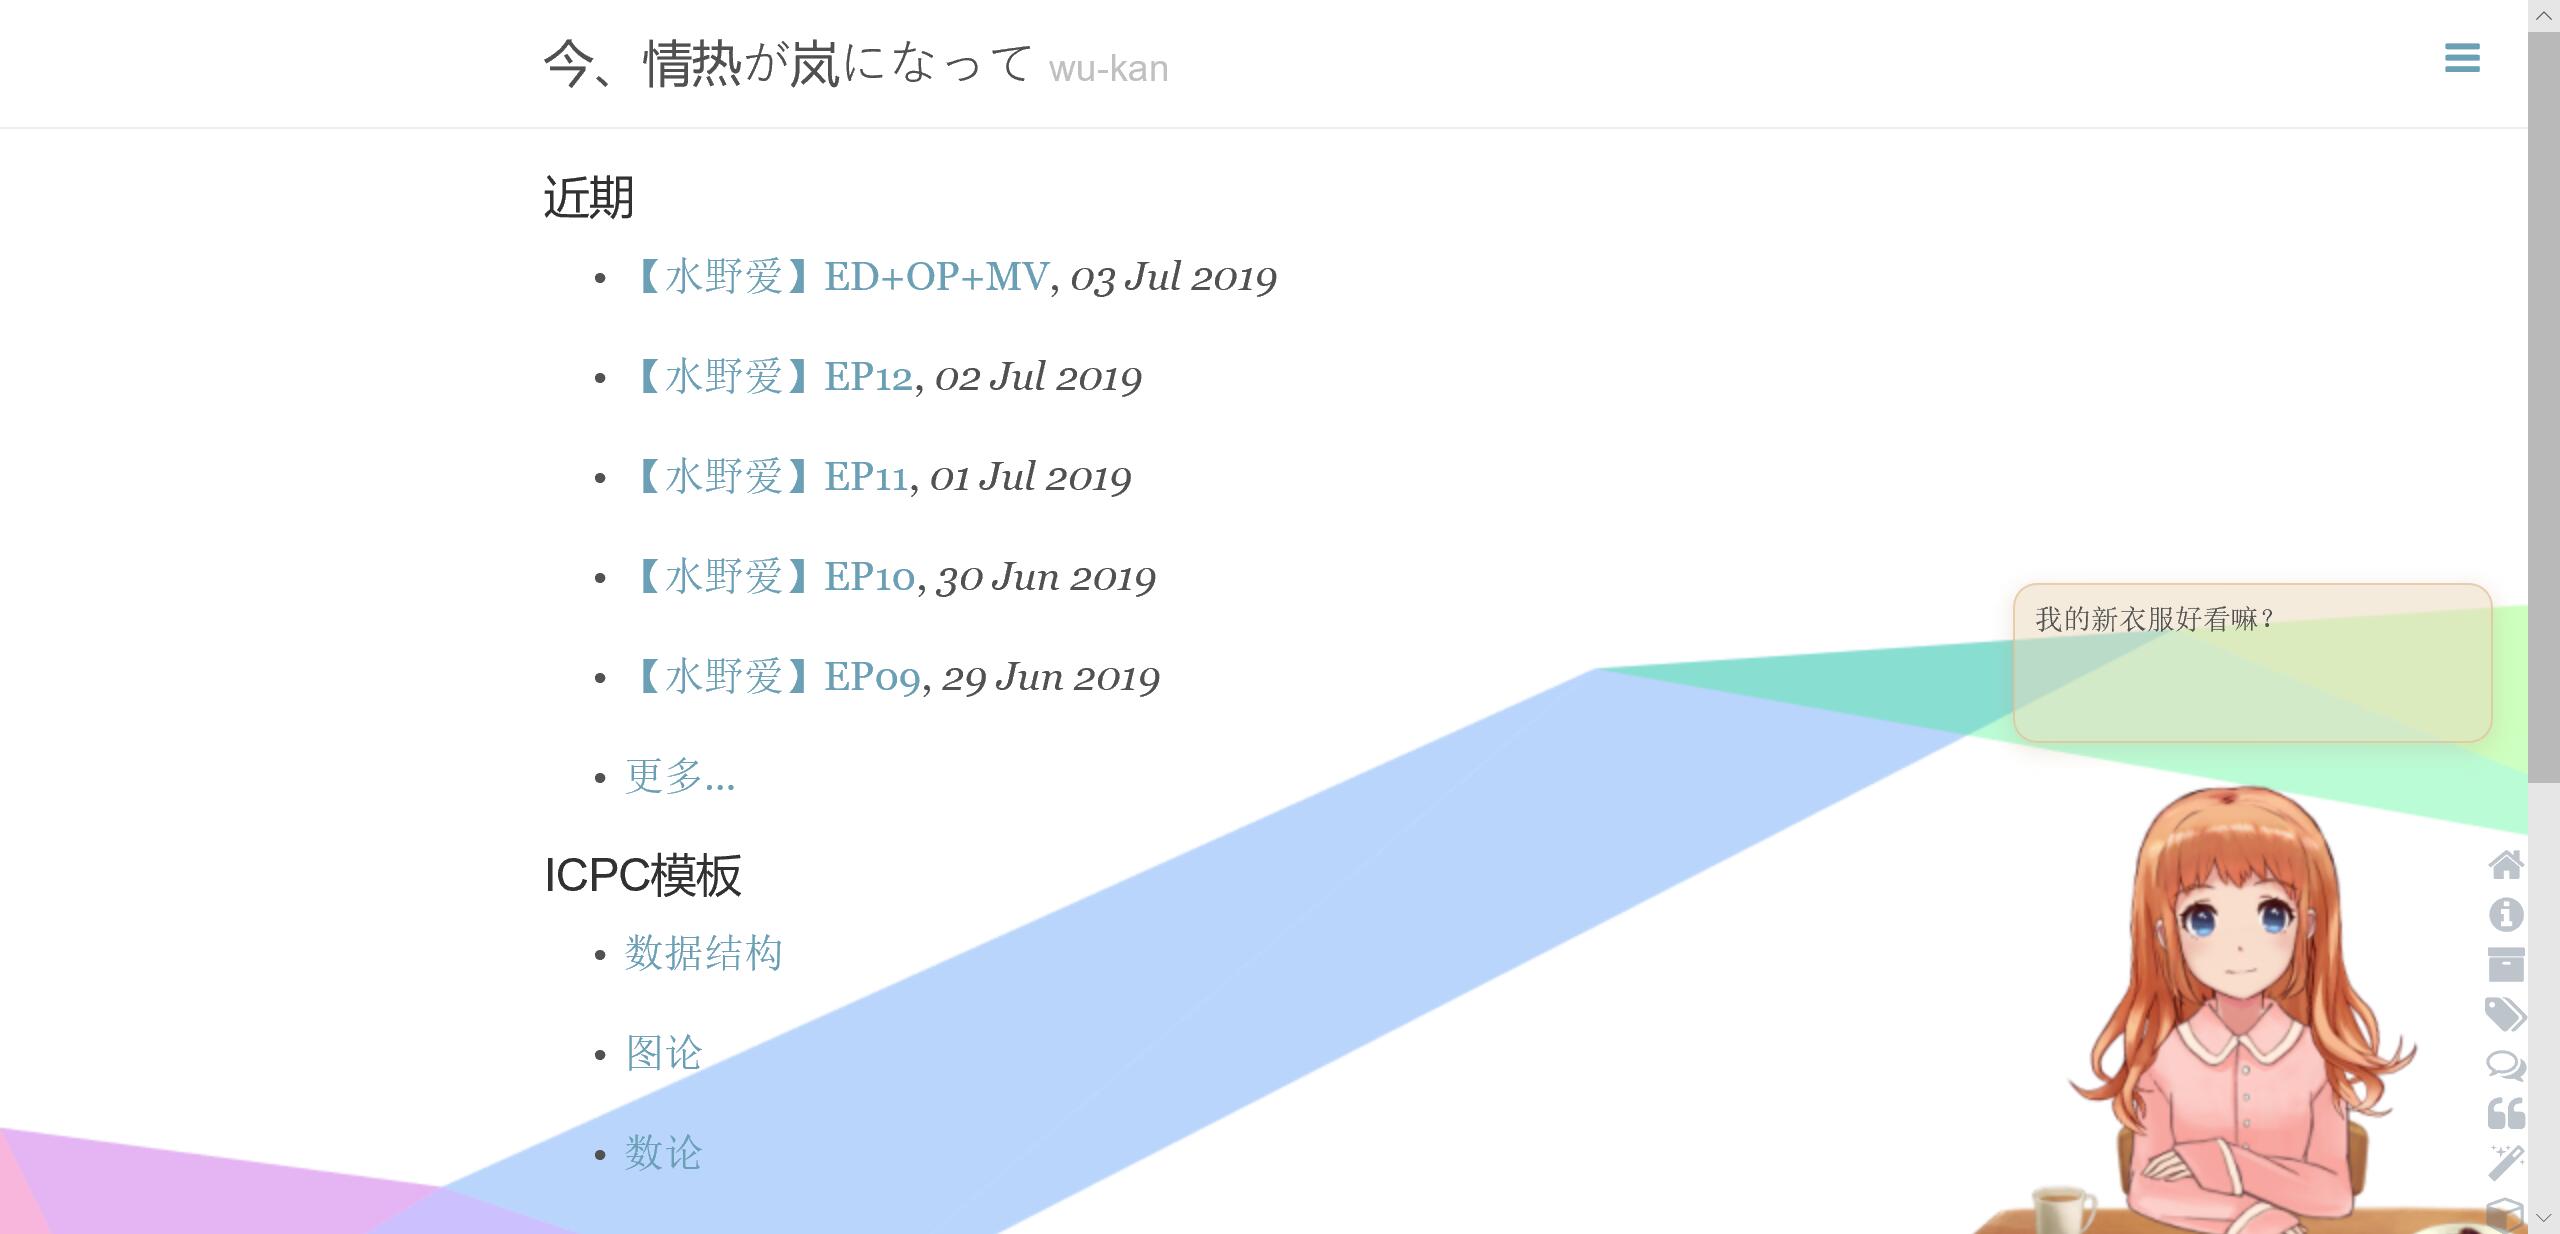 今、情热が岚になって wu-kan
近期
【水野爱】ED+OP+MV, 03 Jul 2019
【水野爱】EP12, 02 Jul 2019
【水野爱】EP11, 01 Jul 2019
【水野爱】EP10, 30 Jun 2019
【水野爱】EP09, 29 Jun 2019
更多...
ICPC模板
数据结构
图论
数论
我的新衣服好看嘛？